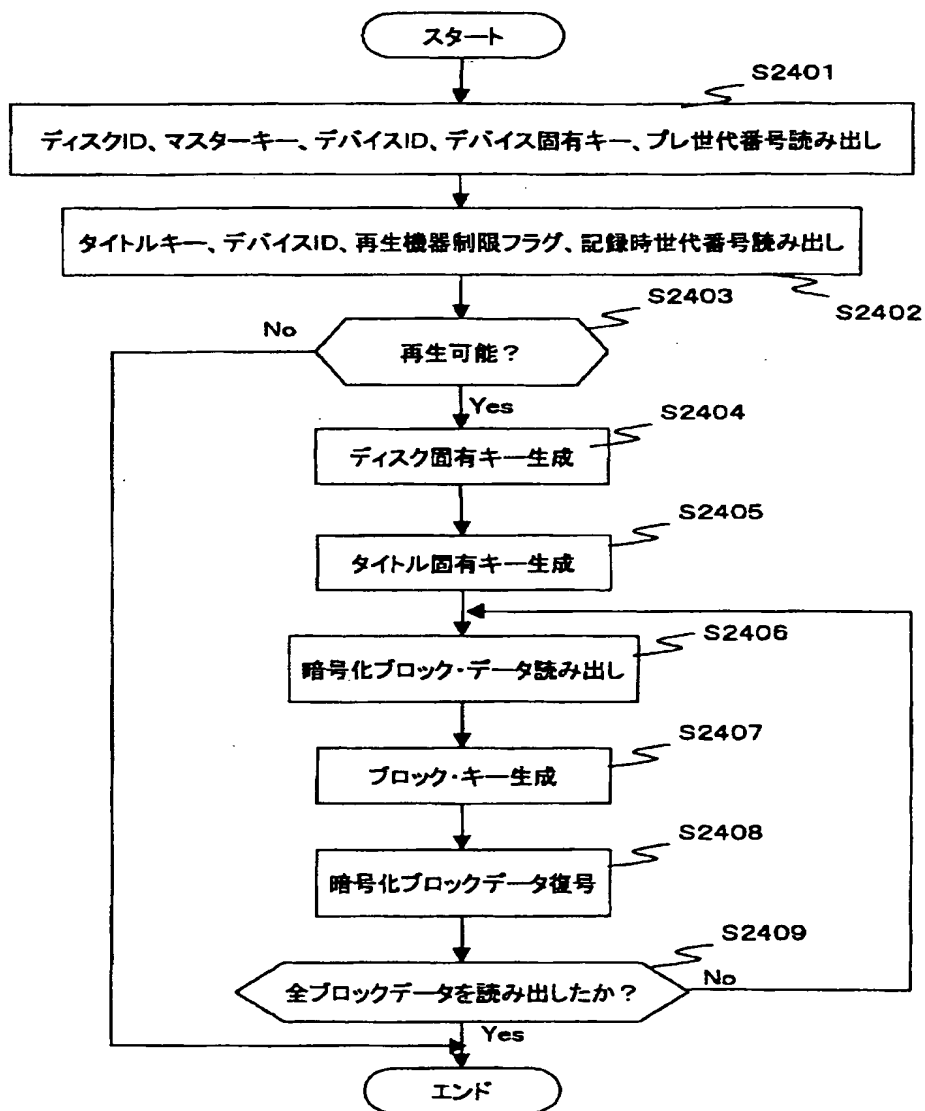 スタート
S2401
ディスクID、マスターキー、デバイスID、デバイス固有キー、プレ世代番号読み出し
タイトルキー、デバイスID、再生機器制限フラグ、記録時世代番号読み出し
S2402
S2403
No
再生可能?
Yes
S2404
ディスク固有キー生成
S2405
タイトル固有キー生成
S2406
暗号化ブロック・データ読み出し
S2407
ブロック・キー生成
S2408
暗号化ブロックデータ復号
S2409
全ブロックデータを読み出したか?
No
Yes
エンド